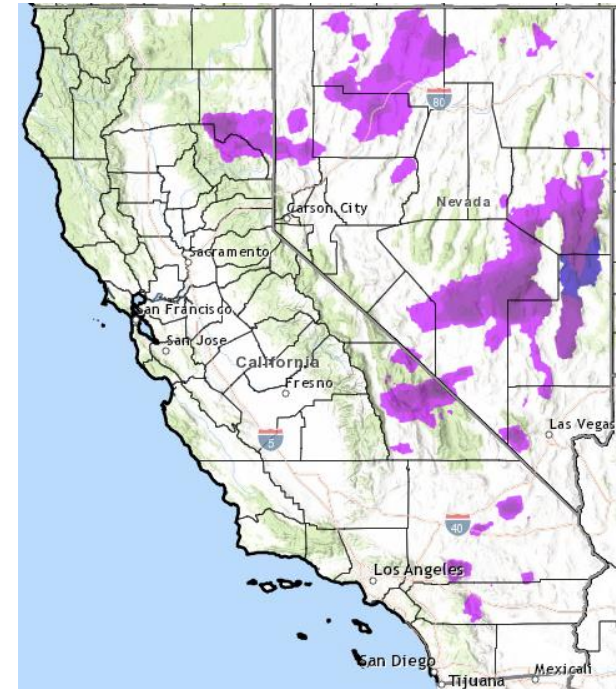 80
Nevada
Carson City
Sacramento
San Francisco
San Jose
California
Fresno
5
Las Vegas
40
Los Angeles
San Diego
Mexicali
Tijuana